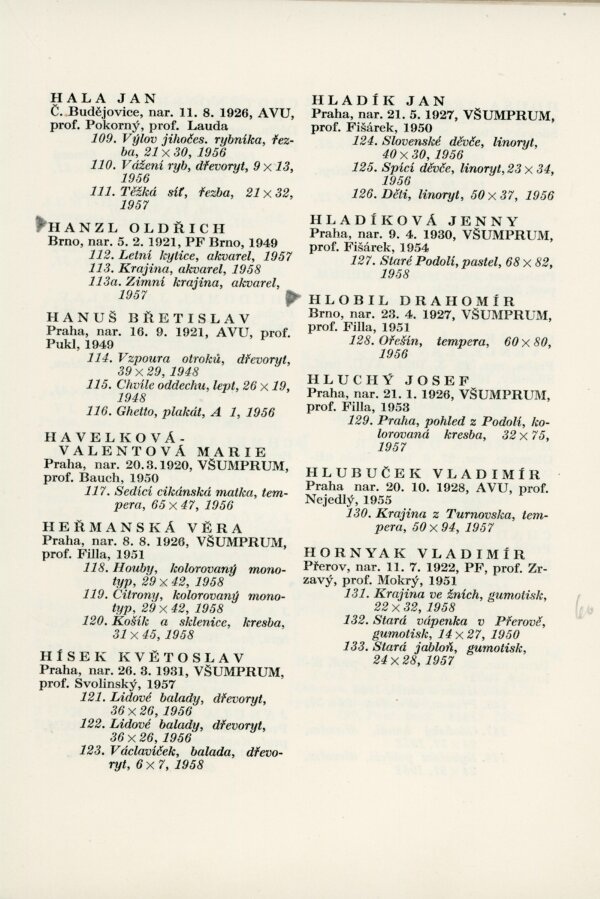 HALA JAN
Č. Budějovice, nar. 11. 8. 1926, AVU,
prof. Pokorný, prof. Lauda
109. Výlov jihočes. rybníka, řez-
ba, 21 × 30, 1956
110. Vážení ryb, dřevoryt, 9 × 13,
1956
111. Těžká síť, řezba, 21 × 32,
1957
HANZL OLDŘICH
Brno, nar. 5. 2. 1921, PF Brno, 1949
112. Letní kytice, akvarel, 1957
113. Krajina, akvarel, 1958
113a. Zimní krajina, akvarel,
1957
HANUŠ BŘETISLAV
Praha, nar. 16. 9. 1921, AVU, prof.
Pukl, 1949
114. Vzpoura otroků, dřevoryt,
39 × 29, 1948
115. Chvíle oddechu, lept, 26 × 19,
1948
116. Ghetto, plakát, A 1, 1956
HAVELKOVÁ-
VALENTOVÁ MARIE
Praha, nar. 20. 3. 1920, VŠUMPRUM,
prof. Bauch, 1950
117. Sedící cikánská matka, tem-
pera, 65 × 47, 1956
HEŘMANSKÁ VĚRA
Praha, nar. 8. 8. 1926, VŠUMPRUM,
prof. Filla, 1951
118. Houby, kolorovaný mono-
typ, 29 × 42, 1958
119. Citrony, kolorovaný mono-
typ, 29 × 42, 1958
120. Košík a sklenice, kresba,
31 × 45, 1958
HÍSEK KVĚTOSLAV
Praha, nar. 26. 3. 1931, VŠUMPRUM,
prof. Svolinský, 1957
121. Lidové balady, dřevoryt,
36 × 26, 1956
122. Lidové balady, dřevoryt,
36 × 26, 1956
123. Václavíček, balada, dřevo-
ryt, 6 × 7, 1958
HLADÍK JAN
Praha, nar. 21. 5. 1927, VŠUMPRUM,
prof. Fišárek, 1950
124. Slovenské děvče, linoryt,
40 × 30, 1956
125. Spící děvče, linoryt, 23 × 34,
1956
126. Děti, linoryt, 50 × 37, 1956
HLADÍKOVÁ JENNY
Praha, nar. 9. 4. 1930, VŠUMPRUM,
prof. Fišárek, 1954
127. Staré Podolí, pastel, 68 × 82,
1958
HLOBIL DRAHOMÍR
Brno, nar. 23. 4. 1927, VŠUMPRUM,
prof. Filla, 1951
128. Ořešín, tempera, 60 × 80,
1956
HLUCHÝ JOSEF
Praha, nar. 21. 1. 1926, VŠUMPRUM,
prof. Filla, 1953
129. Praha, pohled z Podolí, ko-
lorovaná kresba, 32 × 75,
1957
HLUBUČEK VLADIMÍR
Praha nar. 20. 10. 1928, AVU, prof.
Nejedlý, 1955
130. Krajina z Turnovska, tem-
pera, 50 × 94, 1957
HORNYAK VLADIMÍR
Přerov, nar. 11. 7. 1922, PF, prof. Zr-
zavý, prof. Mokrý, 1951
131. Krajina ve žních, gumotisk,
22 × 32, 1958
132. Stará vápenka v Přerově,
gumotisk, 14 × 27, 1950
133. Stará jabloň, gumotisk,
24 × 28, 1957